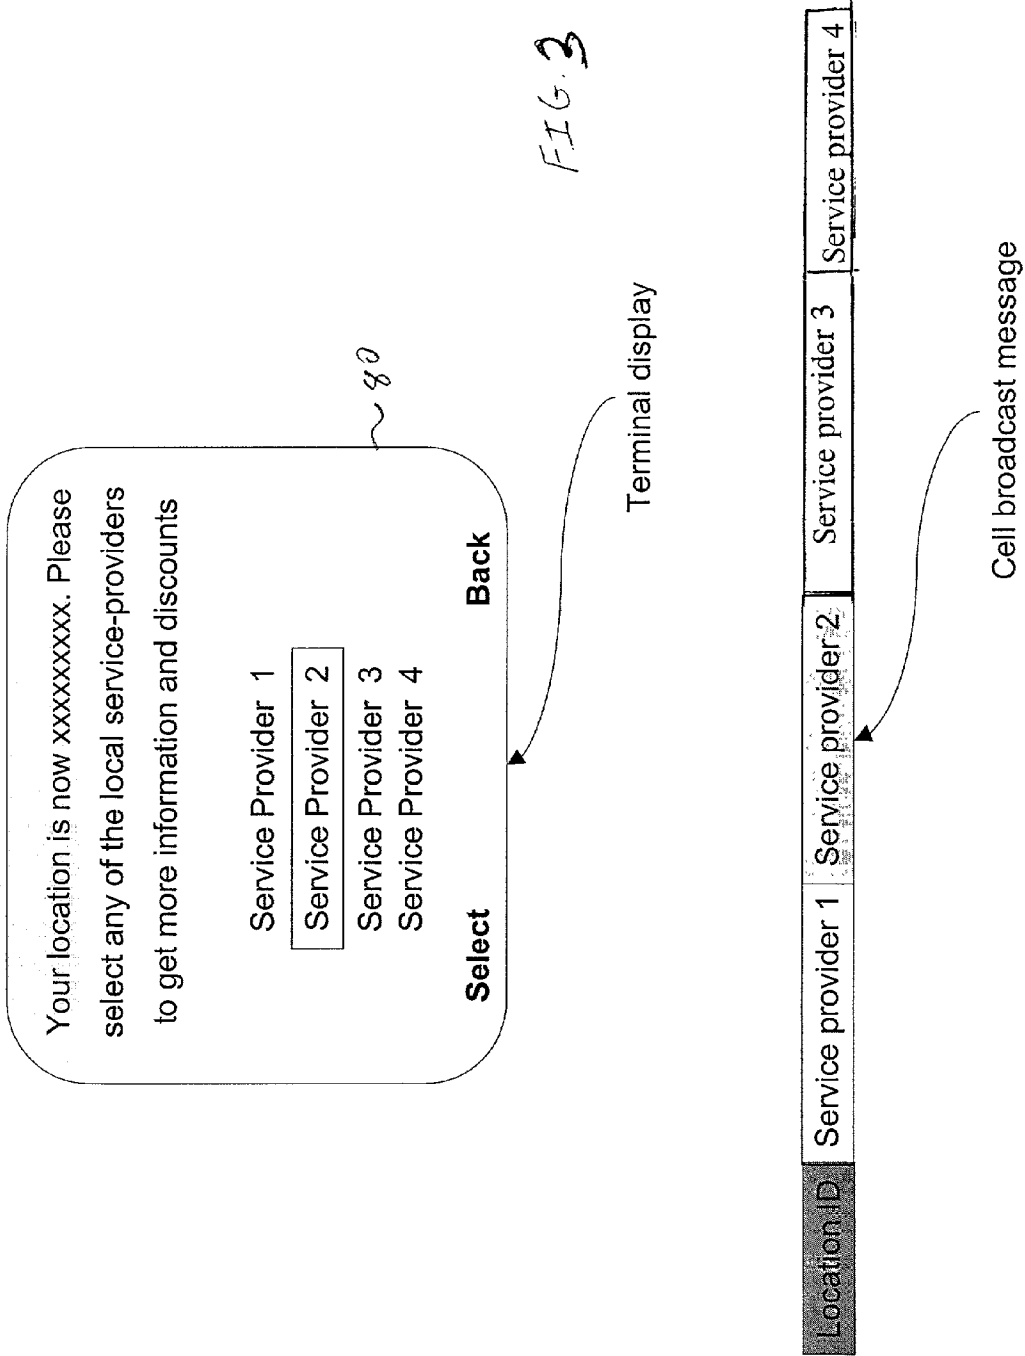 Your location is now xxxxxxxxx. Please
select any of the local service-providers
to get more information and discounts
Service Provider 1
Service Provider 2
Service Provider 3
Service Provider 4
Select Back
80
Terminal display
FIG. 3
Location ID Service provider 1 Service provider 2 Service provider 3 Service provider 4
Cell broadcast message